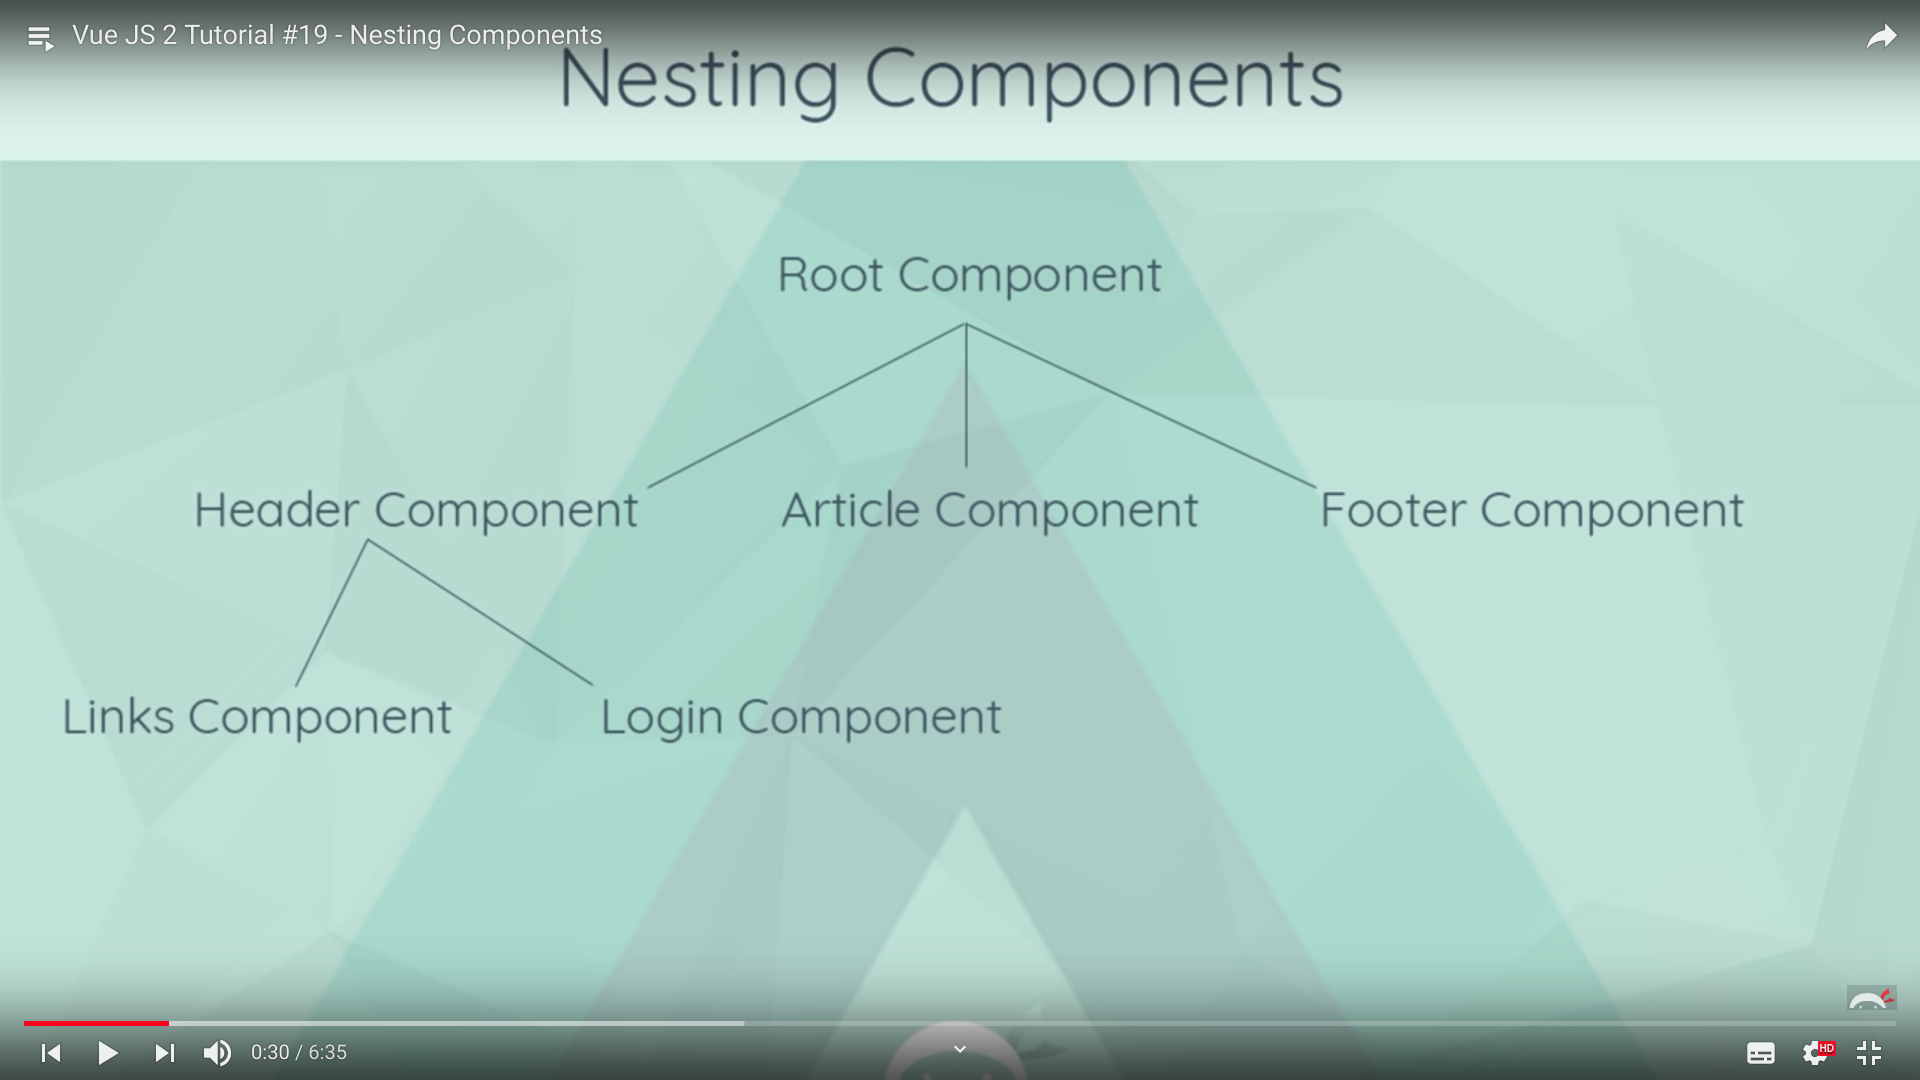 Vue JS 2 Tutorial #19 - Nesting Components
Nesting Components
Root Component
Header Component
Article Component
Footer Component
Links Component
Login Component
0:30 / 6:35
HD